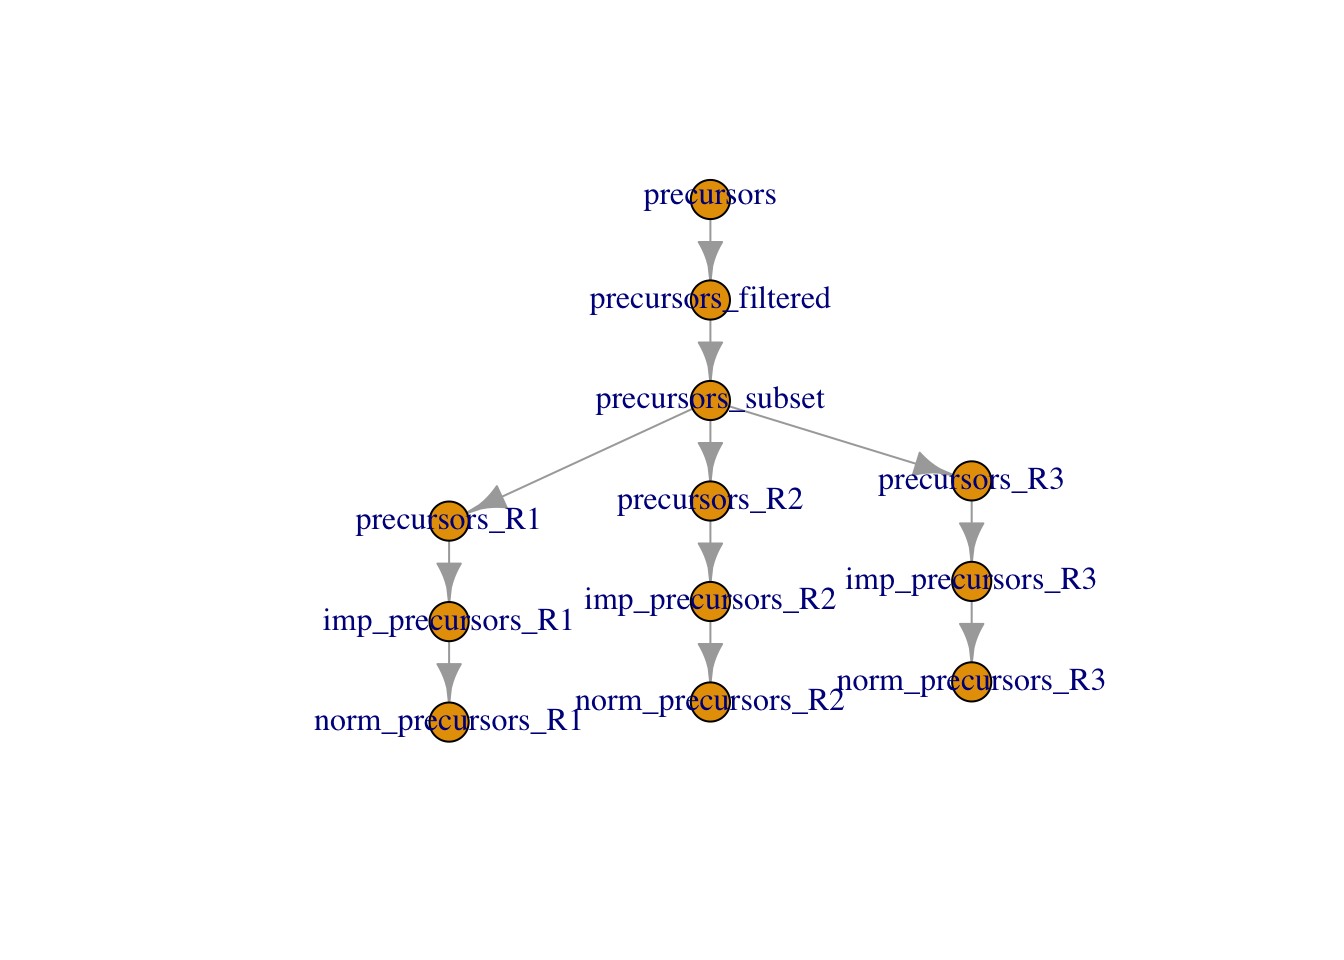 precursors
precursors_filtered
precursors_subset
precursors_R3
precursors_R2
precursors_R1
imp_precursors_R3
imp_precursors_R2
imp_precursors_R1
norm_precursors_R3
norm_precursors_R2
norm_precursors_R1